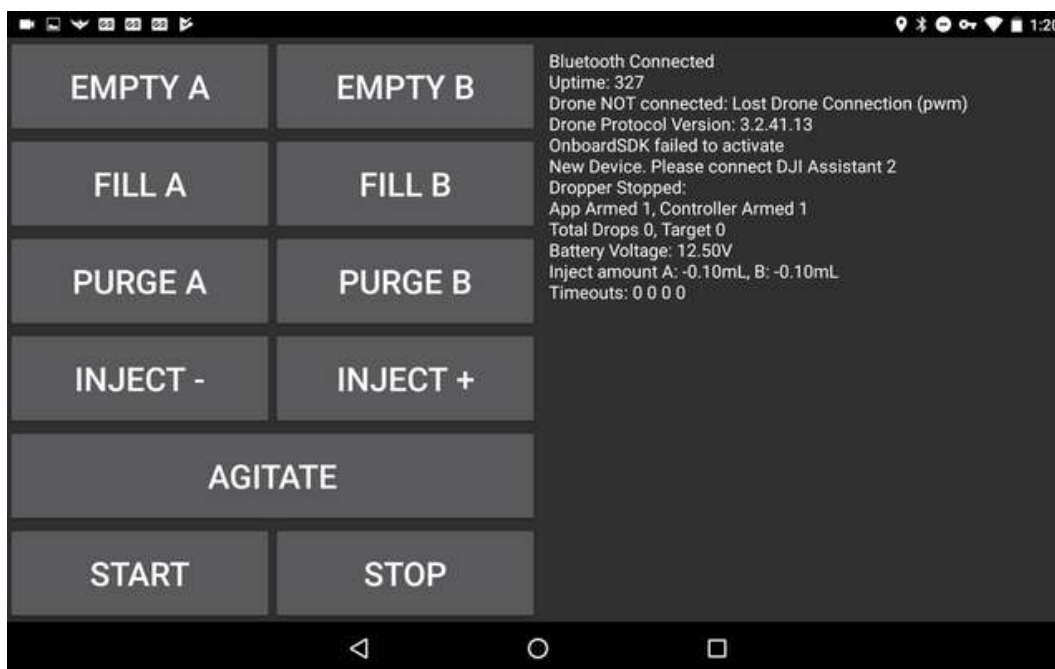 1:20
EMPTY A
EMPTY B
FILL A
FILL B
PURGE A
PURGE B
INJECT -
INJECT +
AGITATE
START
STOP
Bluetooth Connected
Uptime: 327
Drone NOT connected: Lost Drone Connection (pwm)
Drone Protocol Version: 3.2.41.13
OnboardSDK failed to activate
New Device. Please connect DJI Assistant 2
Dropper Stopped:
App Armed 1, Controller Armed 1
Total Drops 0, Target 0
Battery Voltage: 12.50V
Inject amount A: -0.10mL, B: -0.10mL
Timeouts: 0 0 0 0